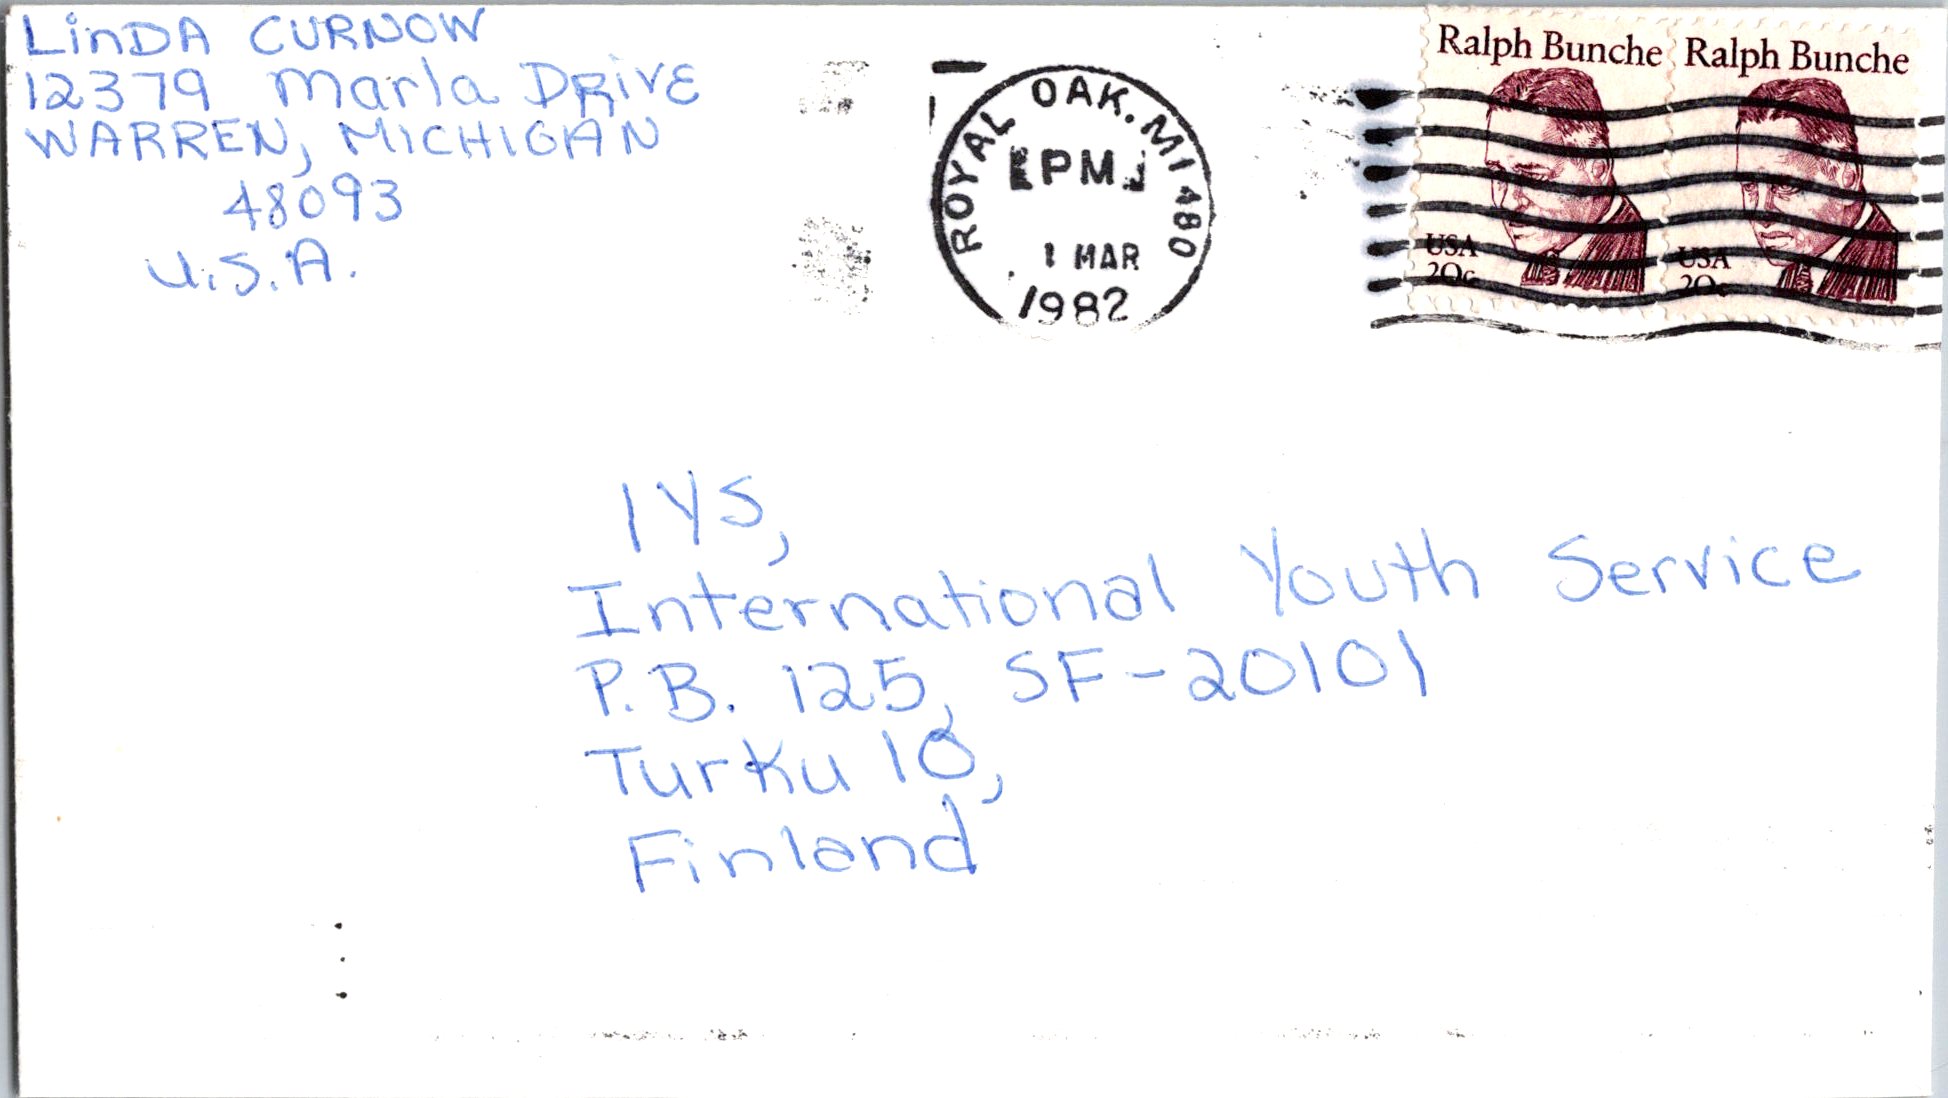 LinDA CURNOW
12379 Marla DRiVE
WARREN, MICHIGAN
48093
U.S.A.
ROYAL OAK, MI 480
PM
1 MAR
1982
Ralph Bunche
USA
20c
Ralph Bunche
USA
20c
IYS,
International Youth Service
P.B. 125, SF-20101
Turku 10,
Finland